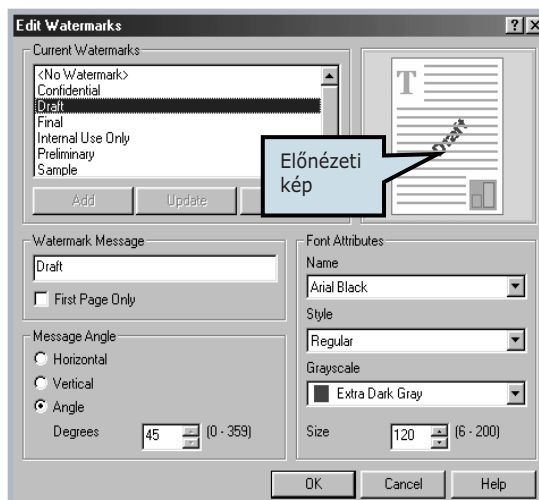 Edit Watermarks
Current Watermarks
<No Watermark>
Confidential
Draft
Final
Internal Use Only
Preliminary
Sample
Add
Update
T
Draft
Előnézeti
kép
Watermark Message
Draft
First Page Only
Message Angle
Horizontal
Vertical
Angle
Degrees 45 (0 - 359)
Font Attributes
Name
Arial Black
Style
Regular
Grayscale
Extra Dark Gray
Size 120 (6 - 200)
OK
Cancel
Help